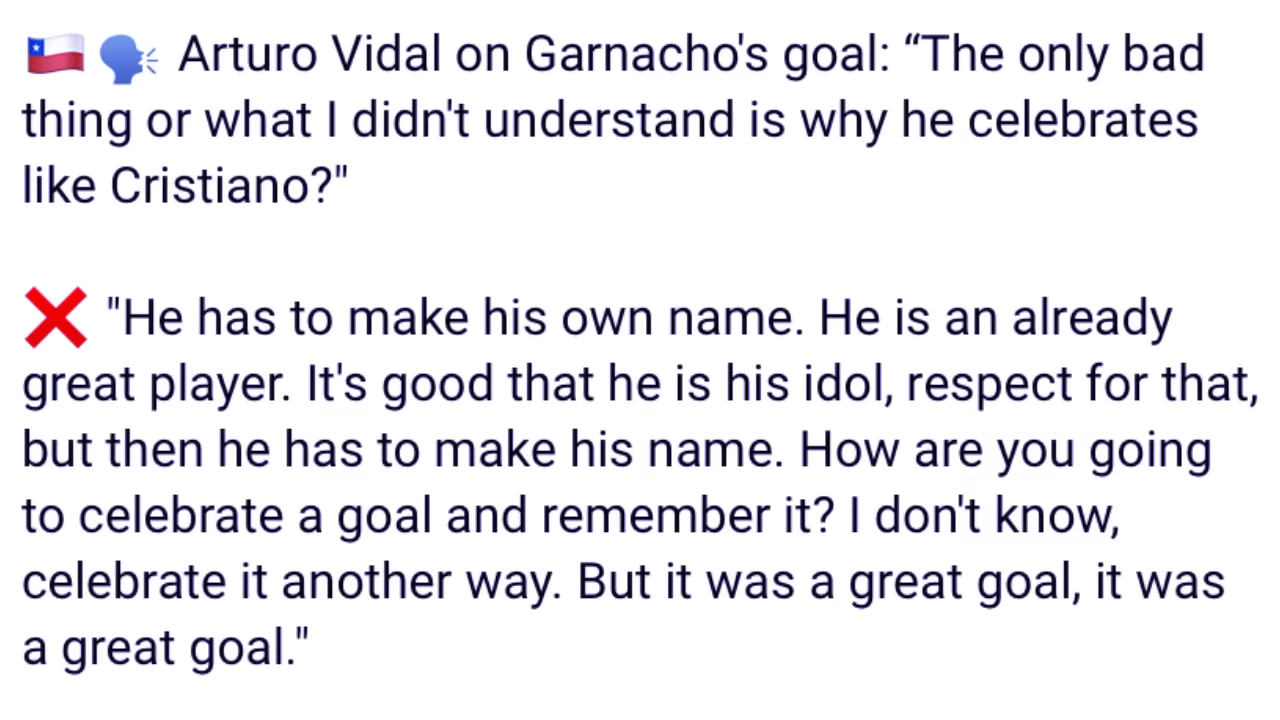 🇨🇱 🗣 Arturo Vidal on Garnacho's goal: “The only bad
thing or what I didn't understand is why he celebrates
like Cristiano?"
❌ "He has to make his own name. He is an already
great player. It's good that he is his idol, respect for that,
but then he has to make his name. How are you going
to celebrate a goal and remember it? I don't know,
celebrate it another way. But it was a great goal, it was
a great goal."